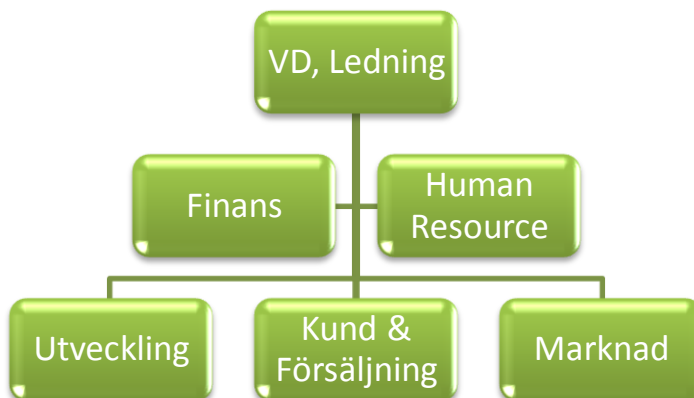 VD, Ledning
Finans
Human
Resource
Utveckling
Kund &
Försäljning
Marknad